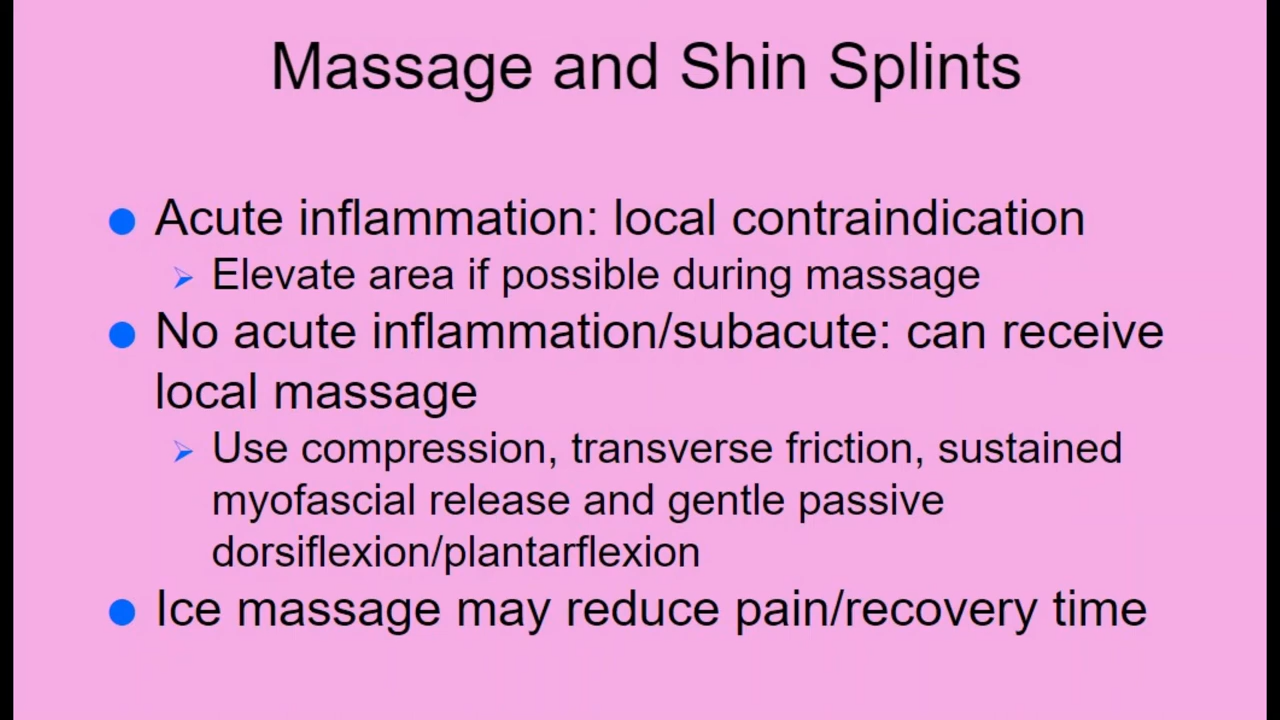 Massage and Shin Splints
Acute inflammation: local contraindication
Elevate area if possible during massage
No acute inflammation/subacute: can receive
local massage
Use compression, transverse friction, sustained
myofascial release and gentle passive
dorsiflexion/plantarflexion
Ice massage may reduce pain/recovery time